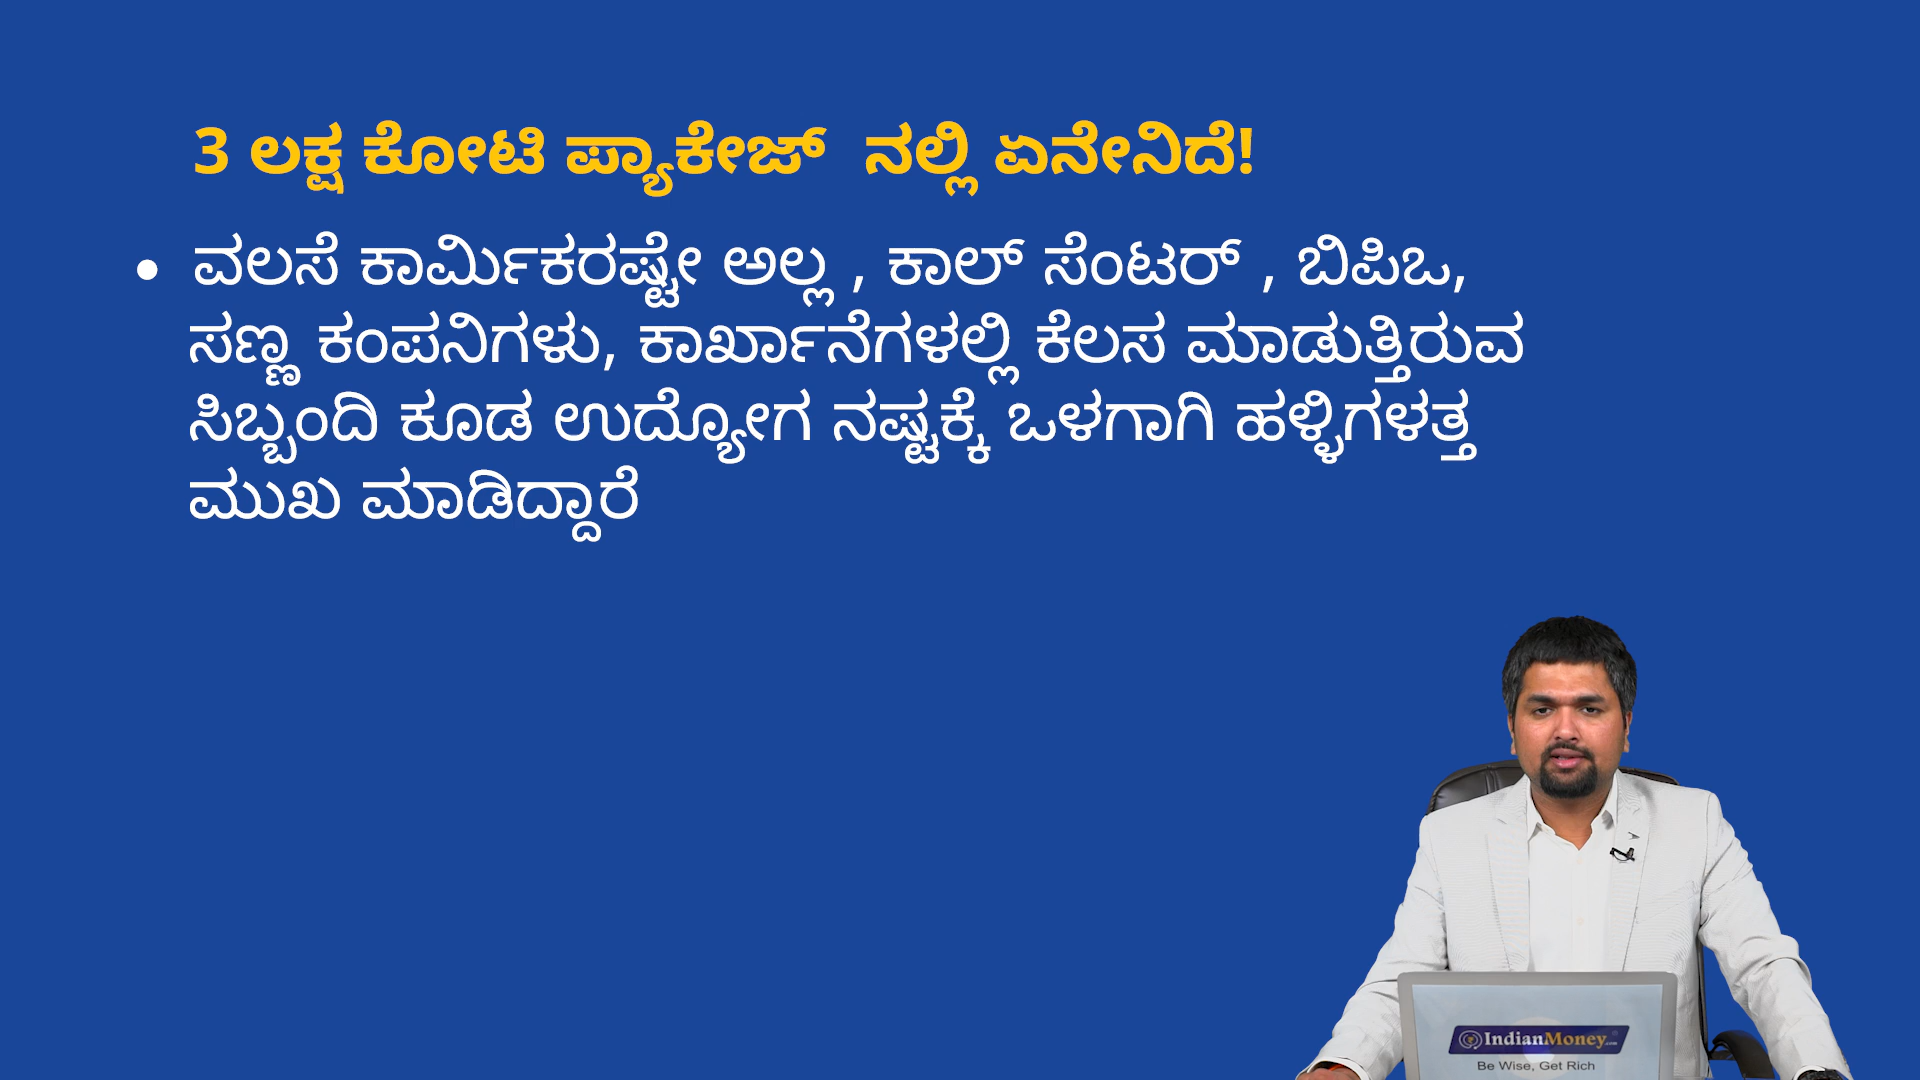 3 ಲಕ್ಷ ಕೋಟಿ ಪ್ಯಾಕೇಜ್ ನಲ್ಲಿ ಏನೇನಿದೆ!
• ವಲಸೆ ಕಾರ್ಮಿಕರಷ್ಟೇ ಅಲ್ಲ , ಕಾಲ್ ಸೆಂಟರ್ , ಬಿಪಿಒ,
ಸಣ್ಣ ಕಂಪನಿಗಳು, ಕಾರ್ಖಾನೆಗಳಲ್ಲಿ ಕೆಲಸ ಮಾಡುತ್ತಿರುವ
ಸಿಬ್ಬಂದಿ ಕೂಡ ಉದ್ಯೋಗ ನಷ್ಟಕ್ಕೆ ಒಳಗಾಗಿ ಹಳ್ಳಿಗಳತ್ತ
ಮುಖ ಮಾಡಿದ್ದಾರೆ
IndianMoney.com
Be Wise, Get Rich